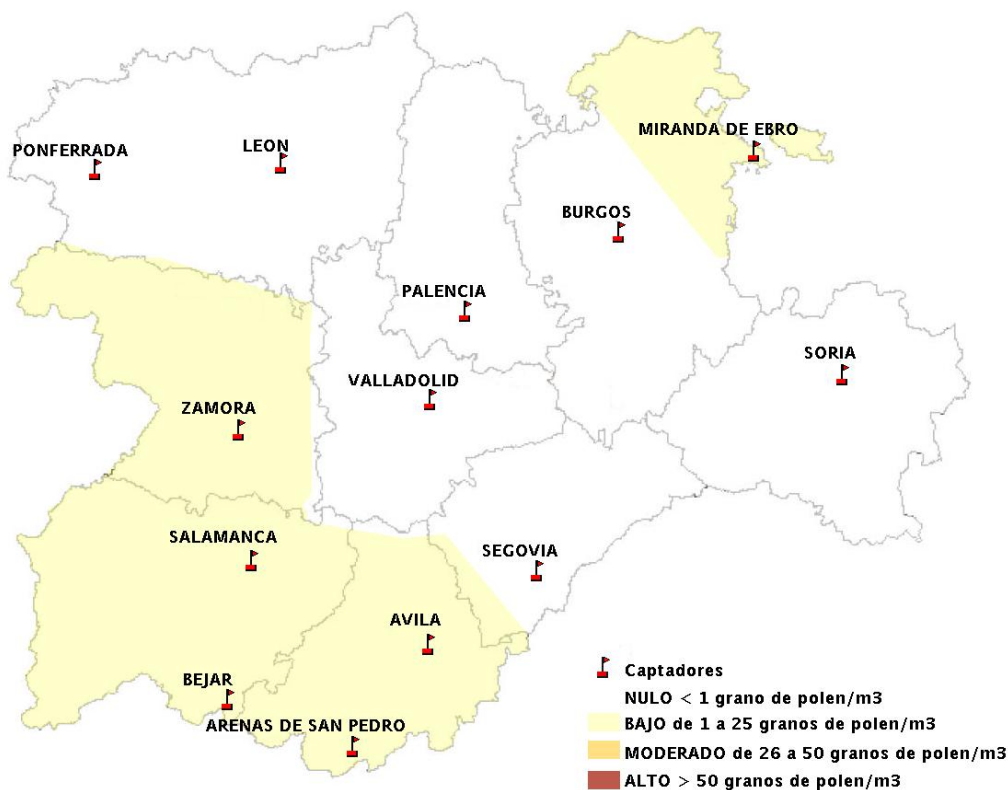 MIRANDA DE EBRO
LEON
PONFERRADA
BURGOS
PALENCIA
SORIA
VALLADOLID
ZAMORA
SALAMANCA
SEGOVIA
AVILA
BEJAR
ARENAS DE SAN PEDRO
Captadores
NULO < 1 grano de polen/m3
BAJO de 1 a 25 granos de polen/m3
MODERADO de 26 a 50 granos de polen/m3
ALTO > 50 granos de polen/m3